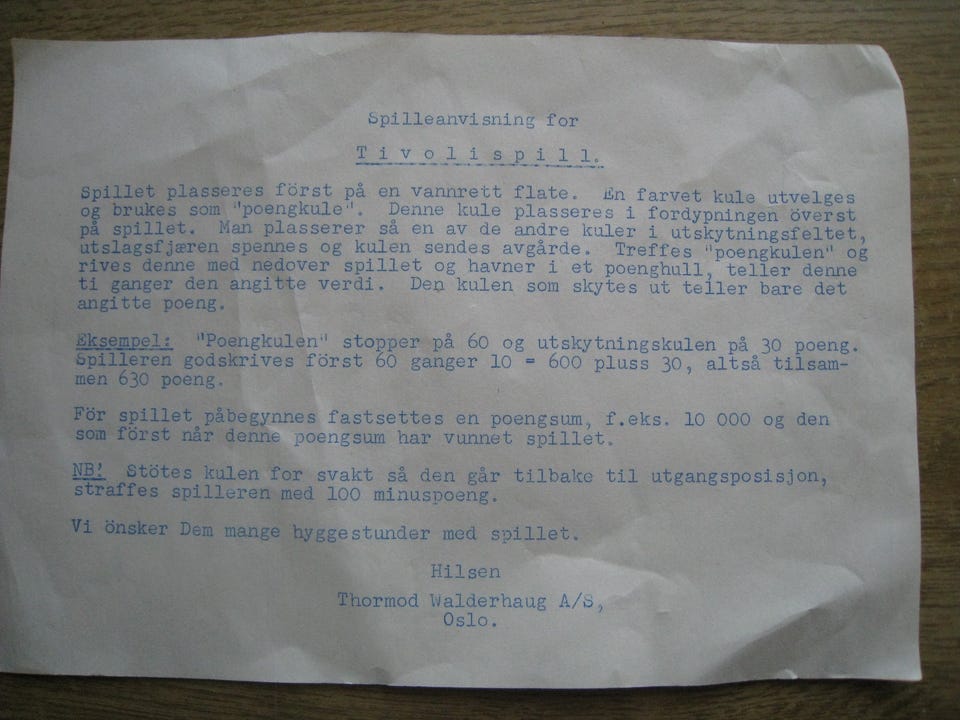 Spilleanvisning for
Tivolispill.
Spillet plasseres först på en vannrett flate. En farvet kule utvelges
og brukes som "poengkule". Denne kule plasseres i fordypningen överst
på spillet. Man plasserer så en av de andre kuler i utskytningsfeltet,
utslagsfjæren spennes og kulen sendes avgårde. Treffes "poengkulen" og
rives denne med nedover spillet og havner i et poenghull, teller denne
ti ganger den angitte verdi. Den kulen som skytes ut teller bare det
angitte poeng.
Eksempel: "Poengkulen" stopper på 60 og utskytningskulen på 30 poeng.
Spilleren godskrives först 60 ganger 10 = 600 pluss 30, altså tilsam-
men 630 poeng.
För spillet påbegynnes fastsettes en poengsum, f.eks. 10 000 og den
som först når denne poengsum har vunnet spillet.
NB! Stötes kulen for svakt så den går tilbake til utgangsposisjon,
straffes spilleren med 100 minuspoeng.
Vi önsker Dem mange hyggestunder med spillet.
Hilsen
Thormod Walderhaug A/S,
Oslo.